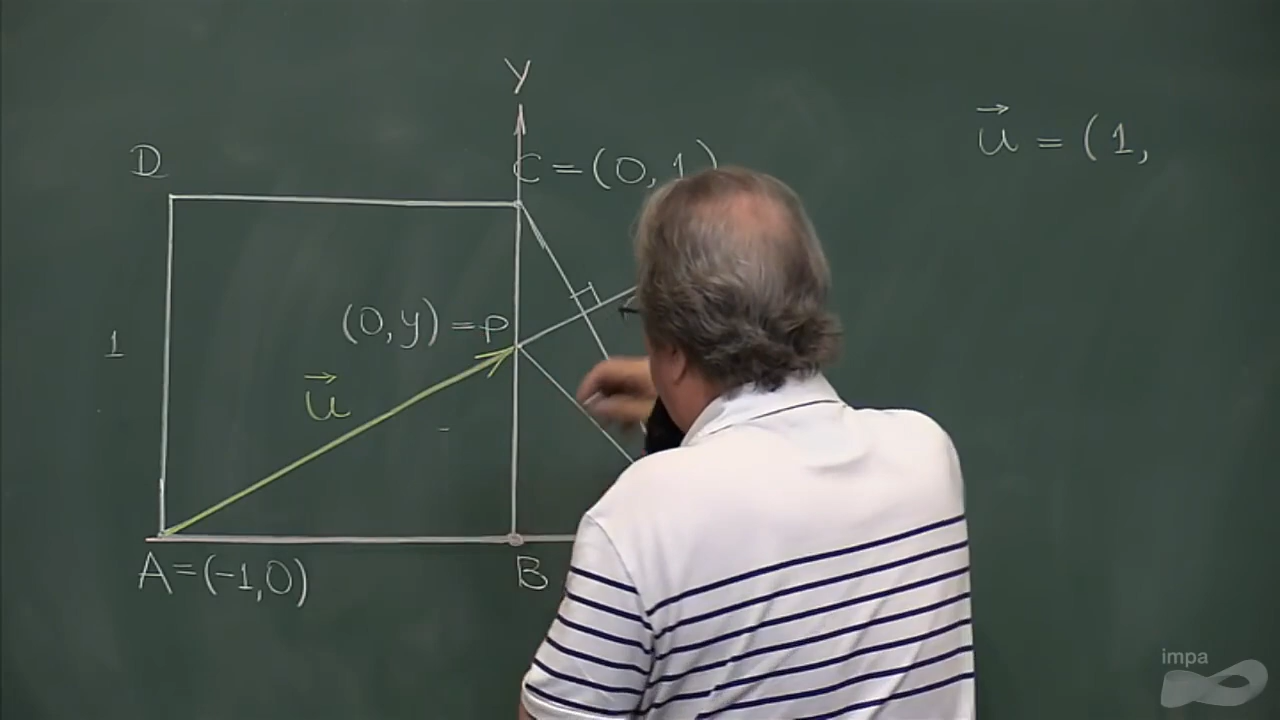 Y
D
C = (0, 1)
u = (1,
(0, y) = P
1
u
A = (-1, 0)
B
impa